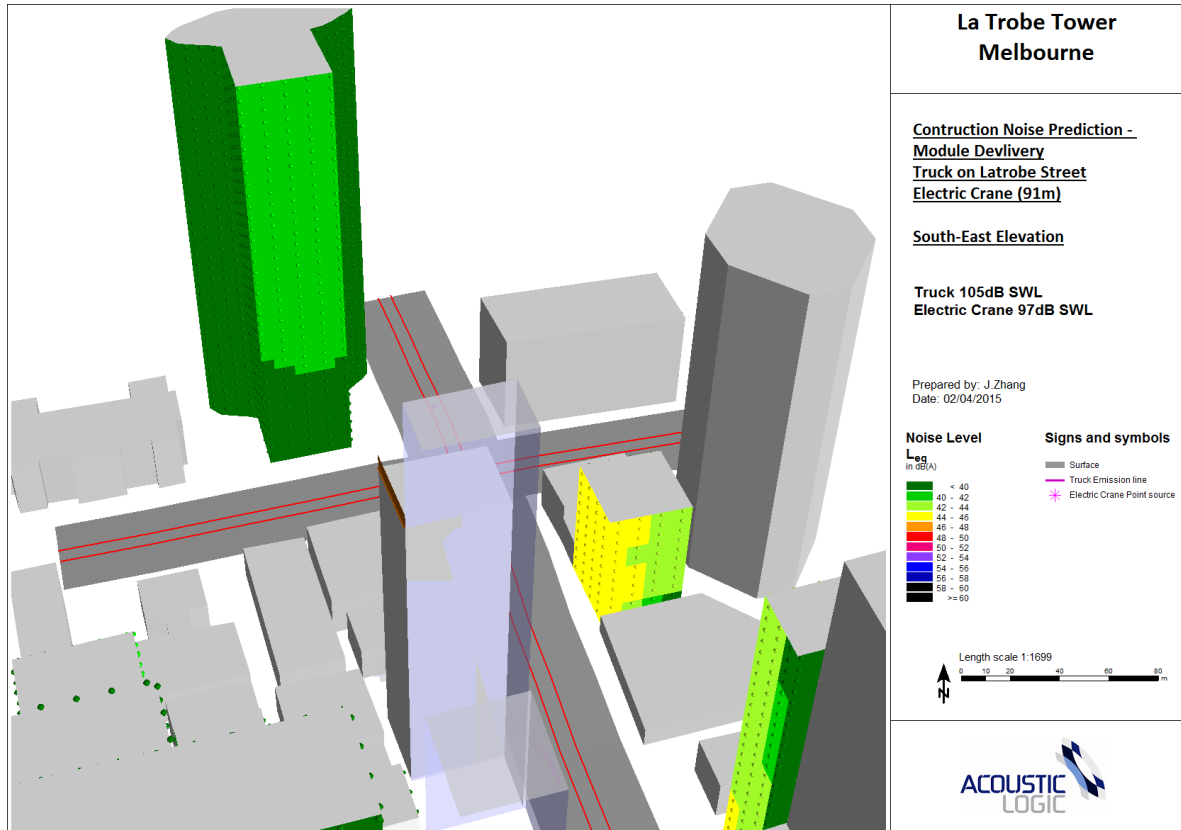 La Trobe Tower
Melbourne
Contruction Noise Prediction -
Module Devlivery
Truck on Latrobe Street
Electric Crane (91m)
South-East Elevation
Truck 105dB SWL
Electric Crane 97dB SWL
Prepared by: J.Zhang
Date: 02/04/2015
Noise Level
Leq
in dB(A)
< 40
40 - 42
42 - 44
44 - 46
46 - 48
48 - 50
50 - 52
52 - 54
54 - 56
56 - 58
58 - 60
>= 60
Signs and symbols
Surface
Truck Emission line
Electric Crane Point source
Length scale 1:1699
0 10 20 40 60 80
m
N
ACOUSTIC
LOGIC